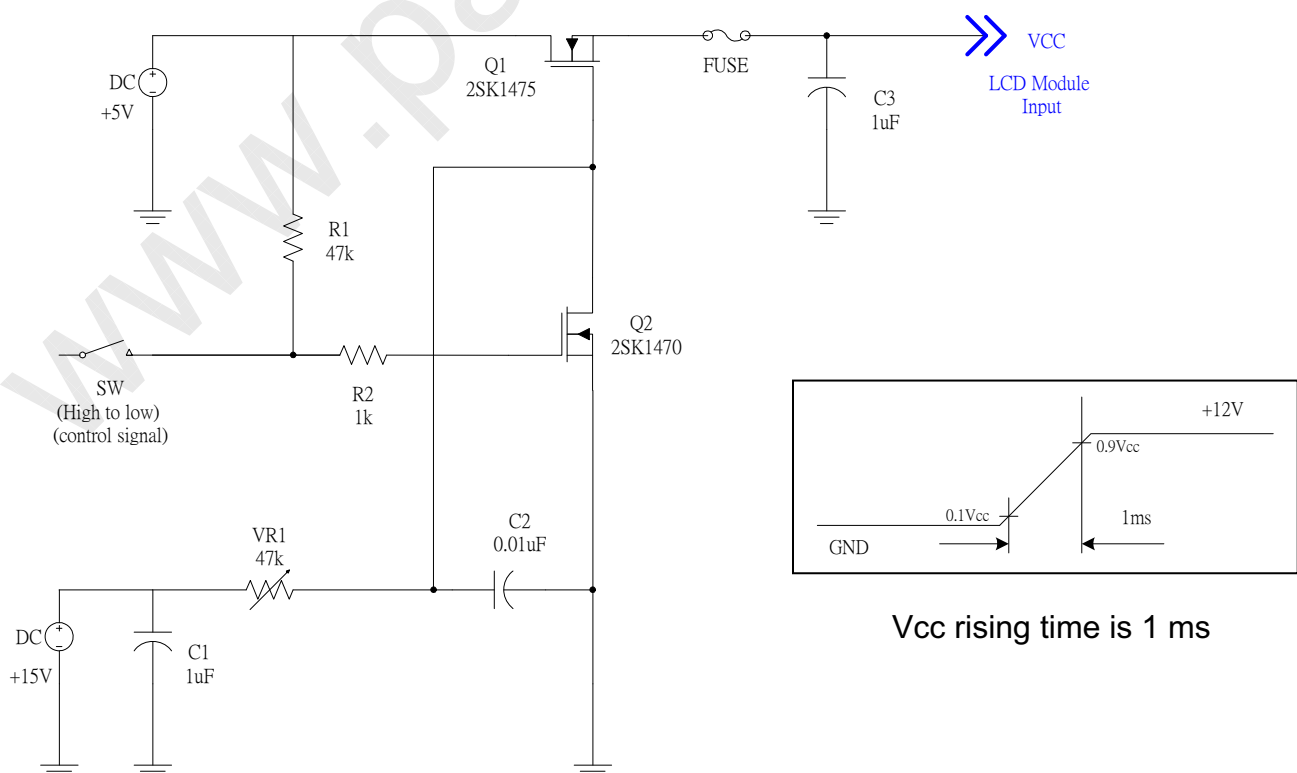 www.pa
DC
+5V
Q1
2SK1475
FUSE
VCC
LCD Module
Input
C3
1uF
R1
47k
Q2
2SK1470
SW
(High to low)
(control signal)
R2
1k
+12V
0.9Vcc
0.1Vcc
1ms
GND
VR1
47k
C2
0.01uF
DC
+15V
C1
1uF
Vcc rising time is 1 ms